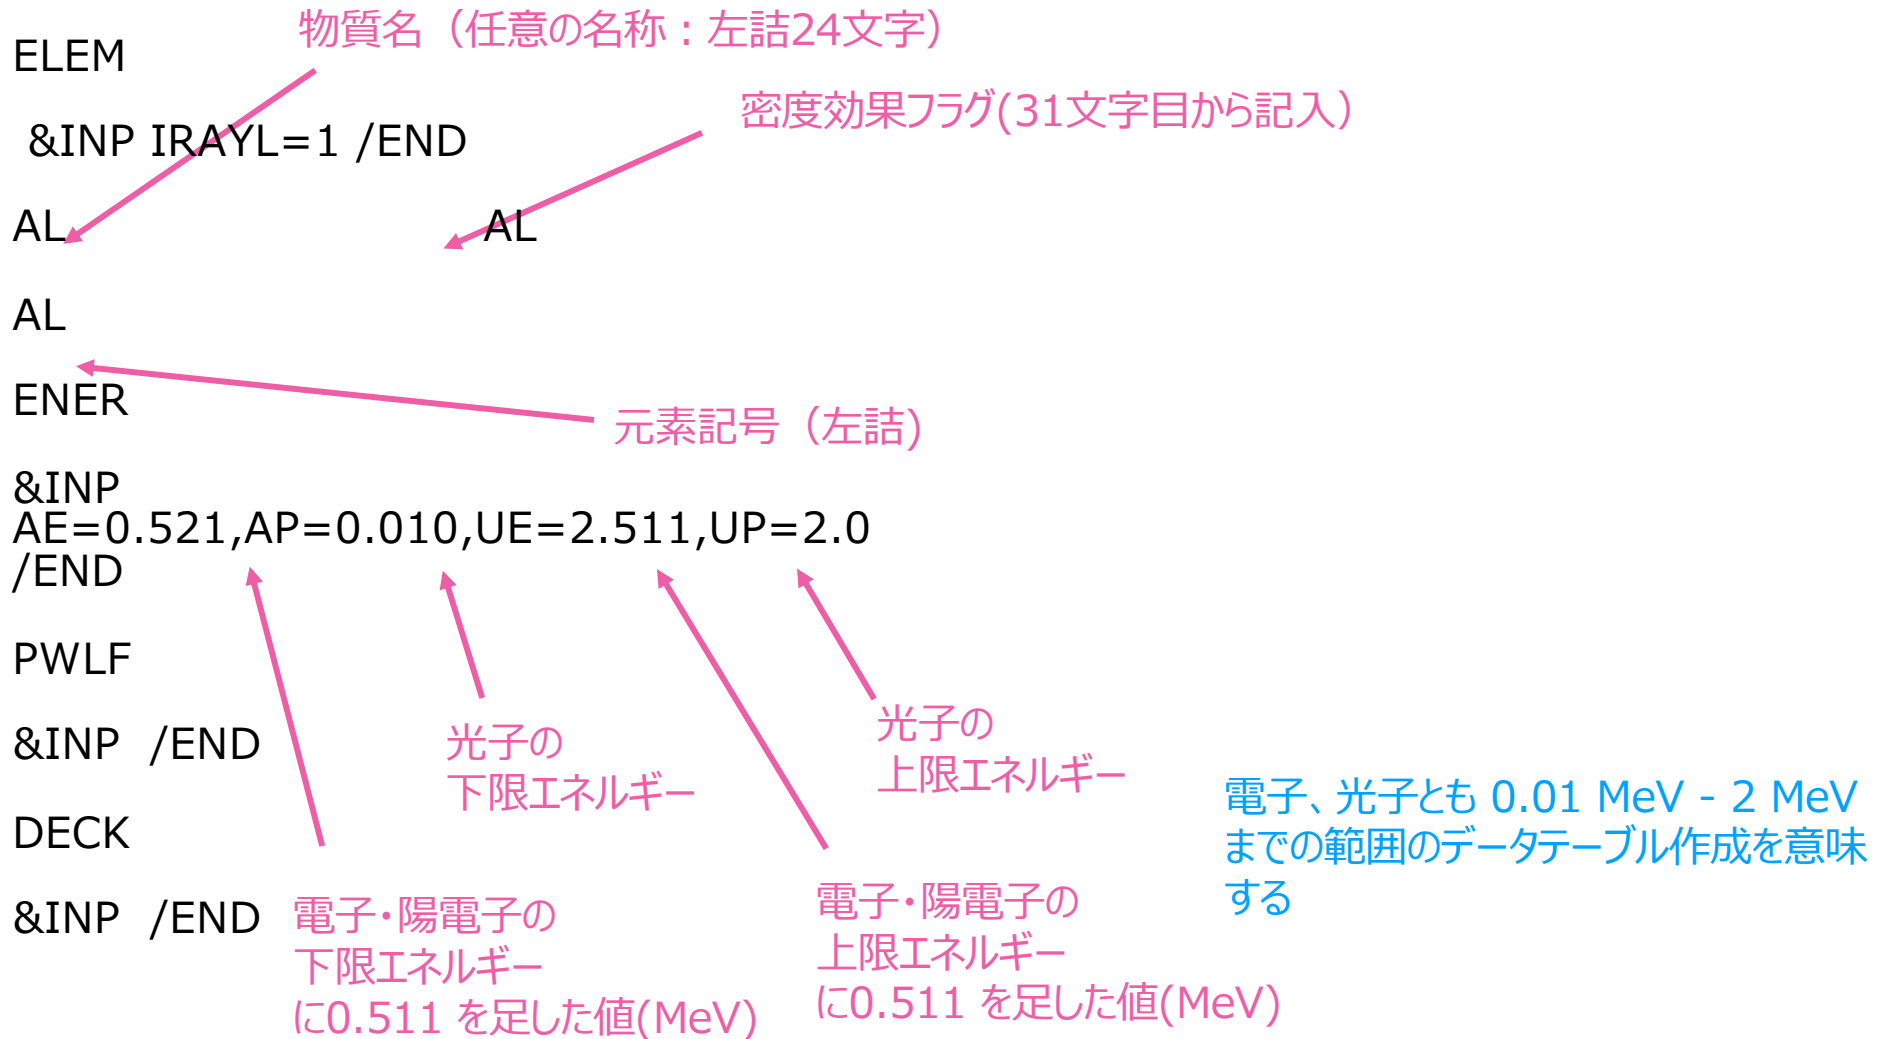 物質名（任意の名称：左詰24文字）
ELEM
密度効果フラグ(31文字目から記入）
&INP IRAYL=1 /END
AL AL
AL
ENER
元素記号（左詰)
&INP
AE=0.521,AP=0.010,UE=2.511,UP=2.0
/END
PWLF
&INP /END
光子の
下限エネルギー
光子の
上限エネルギー
電子、光子とも 0.01 MeV - 2 MeV
までの範囲のデータテーブル作成を意味
する
DECK
&INP /END
電子・陽電子の
下限エネルギー
に0.511 を足した値(MeV)
電子・陽電子の
上限エネルギー
に0.511 を足した値(MeV)